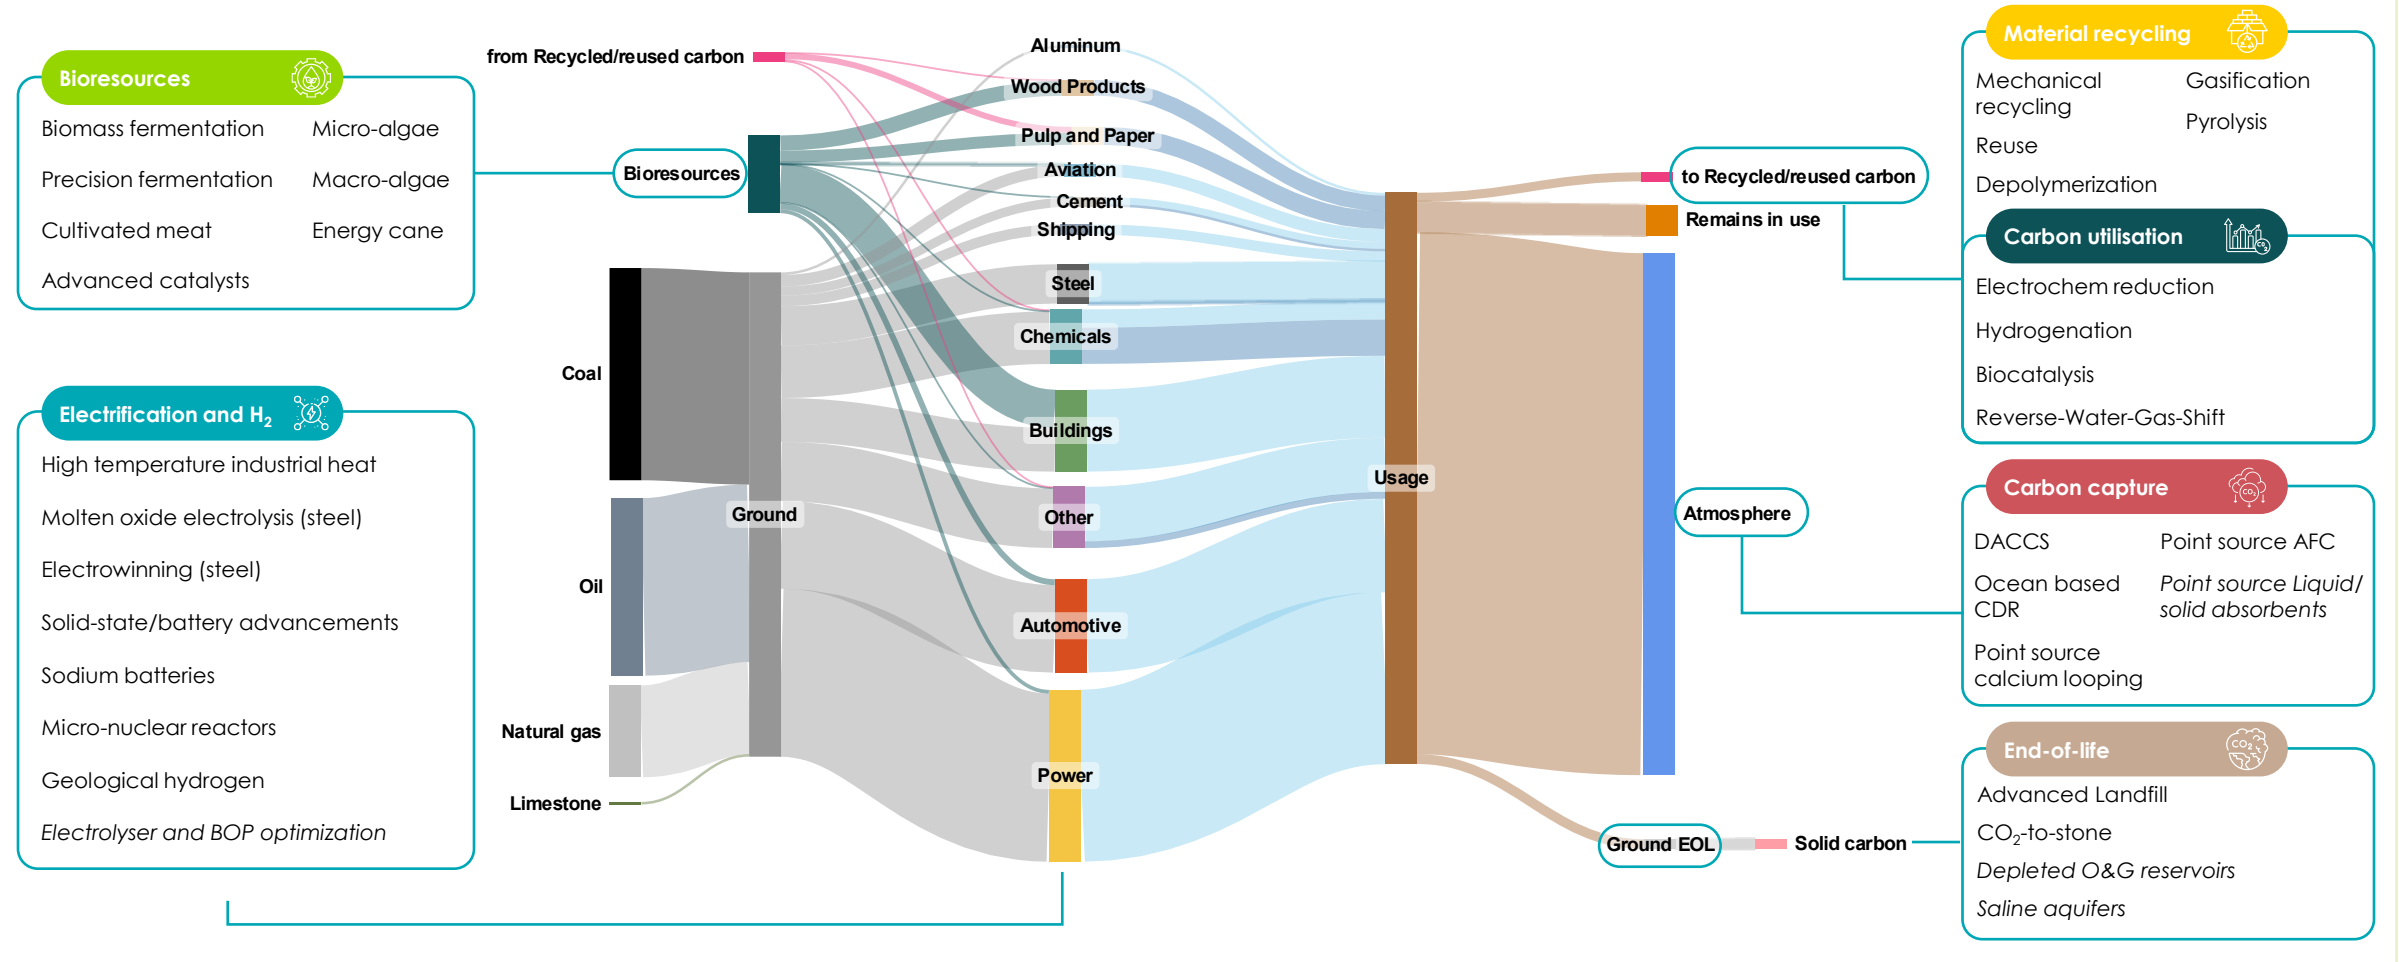 Bioresources
Biomass fermentation
Micro-algae
Precision fermentation
Macro-algae
Cultivated meat
Energy cane
Advanced catalysts
Electrification and H₂
High temperature industrial heat
Molten oxide electrolysis (steel)
Electrowinning (steel)
Solid-state/battery advancements
Sodium batteries
Micro-nuclear reactors
Geological hydrogen
Electrolyser and BOP optimization
from Recycled/reused carbon
Bioresources
Coal
Oil
Natural gas
Limestone
Ground
Aluminum
Wood Products
Pulp and Paper
Aviation
Cement
Shipping
Steel
Chemicals
Buildings
Other
Automotive
Power
Usage
to Recycled/reused carbon
Remains in use
Atmosphere
Ground EOL
Solid carbon
Material recycling
Mechanical
recycling
Reuse
Depolymerization
Gasification
Pyrolysis
Carbon utilisation
CO₂
Electrochem reduction
Hydrogenation
Biocatalysis
Reverse-Water-Gas-Shift
Carbon capture
CO₂
DACCS
Ocean based
CDR
Point source
calcium looping
Point source AFC
Point source Liquid/
solid absorbents
End-of-life
CO₂
Advanced Landfill
CO₂-to-stone
Depleted O&G reservoirs
Saline aquifers